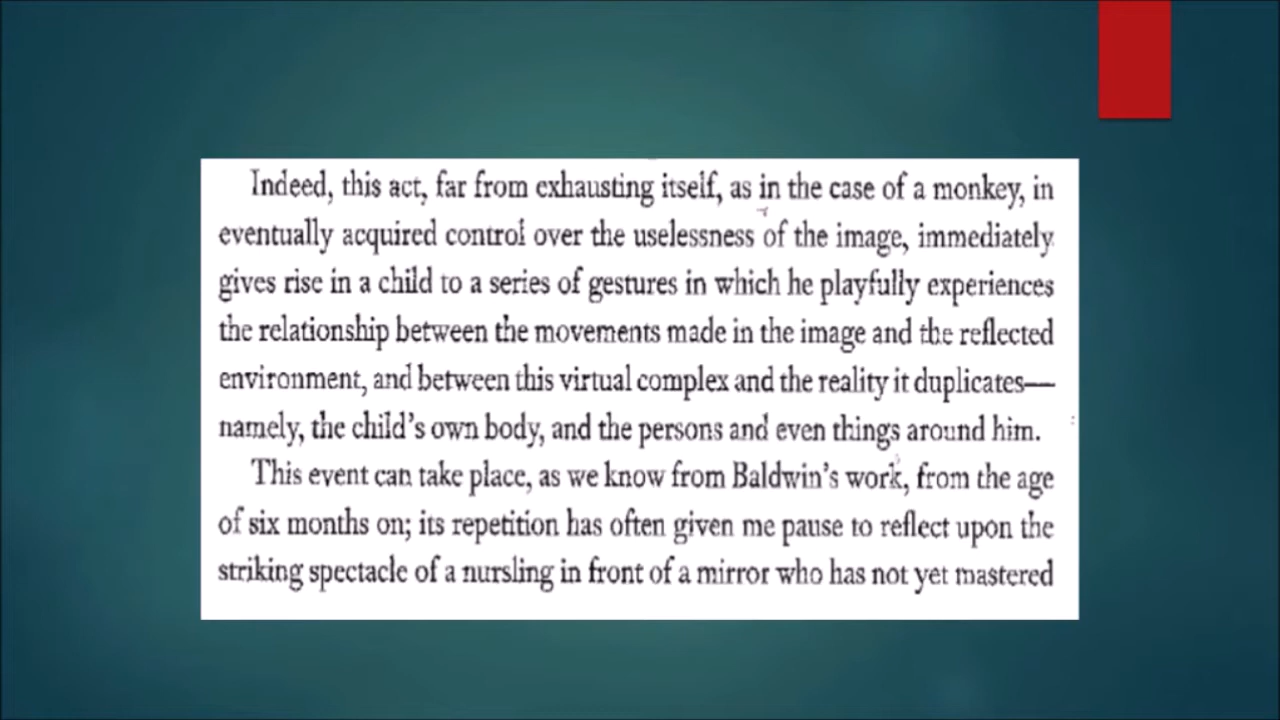 Indeed, this act, far from exhausting itself, as in the case of a monkey, in
eventually acquired control over the uselessness of the image, immediately
gives rise in a child to a series of gestures in which he playfully experiences
the relationship between the movements made in the image and the reflected
environment, and between this virtual complex and the reality it duplicates—
namely, the child's own body, and the persons and even things around him.
This event can take place, as we know from Baldwin's work, from the age
of six months on; its repetition has often given me pause to reflect upon the
striking spectacle of a nursling in front of a mirror who has not yet mastered